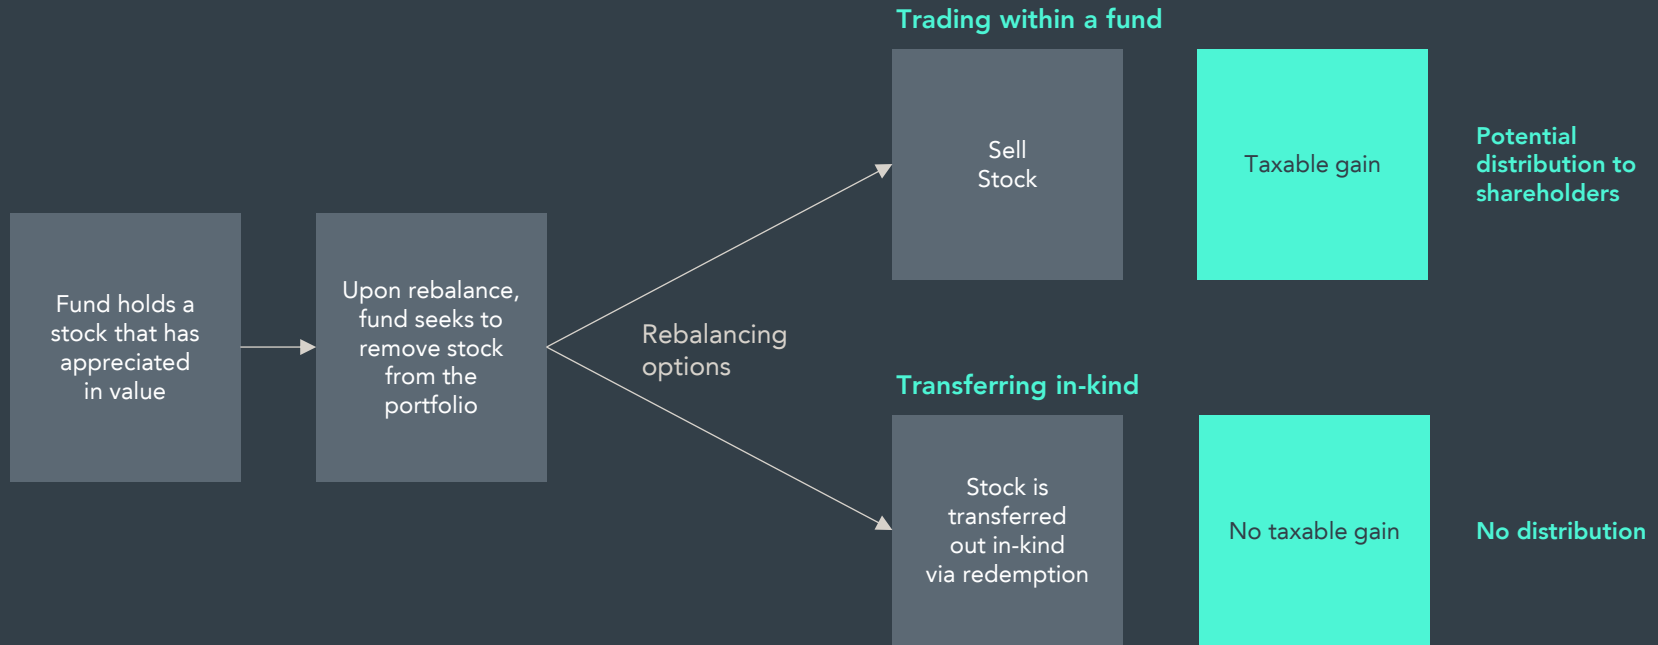 Trading within a fund
Sell
Stock
Taxable gain
Potential
distribution to
shareholders
Fund holds a
stock that has
appreciated
in value
Upon rebalance,
fund seeks to
remove stock
from the
portfolio
Rebalancing
options
Transferring in-kind
Stock is
transferred
out in-kind
via redemption
No taxable gain
No distribution